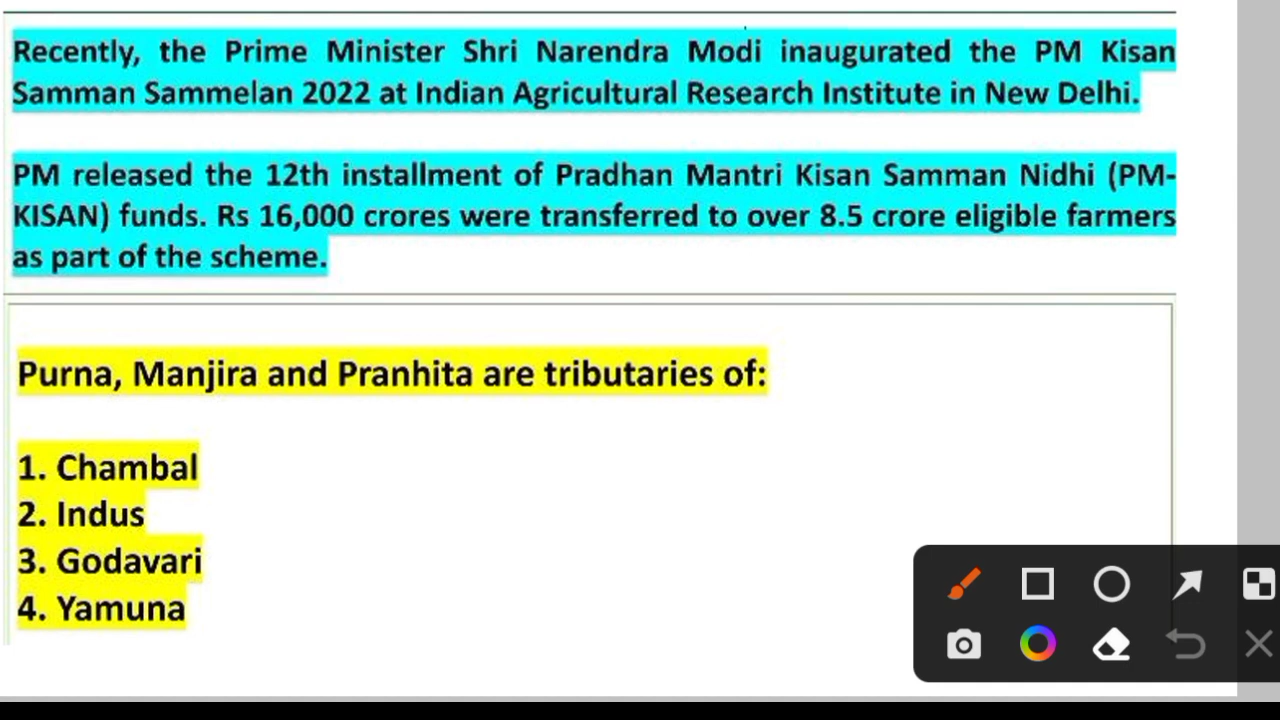 Recently, the Prime Minister Shri Narendra Modi inaugurated the PM Kisan
Samman Sammelan 2022 at Indian Agricultural Research Institute in New Delhi.
PM released the 12th installment of Pradhan Mantri Kisan Samman Nidhi (PM-
KISAN) funds. Rs 16,000 crores were transferred to over 8.5 crore eligible farmers
as part of the scheme.
Purna, Manjira and Pranhita are tributaries of:
1. Chambal
2. Indus
3. Godavari
4. Yamuna